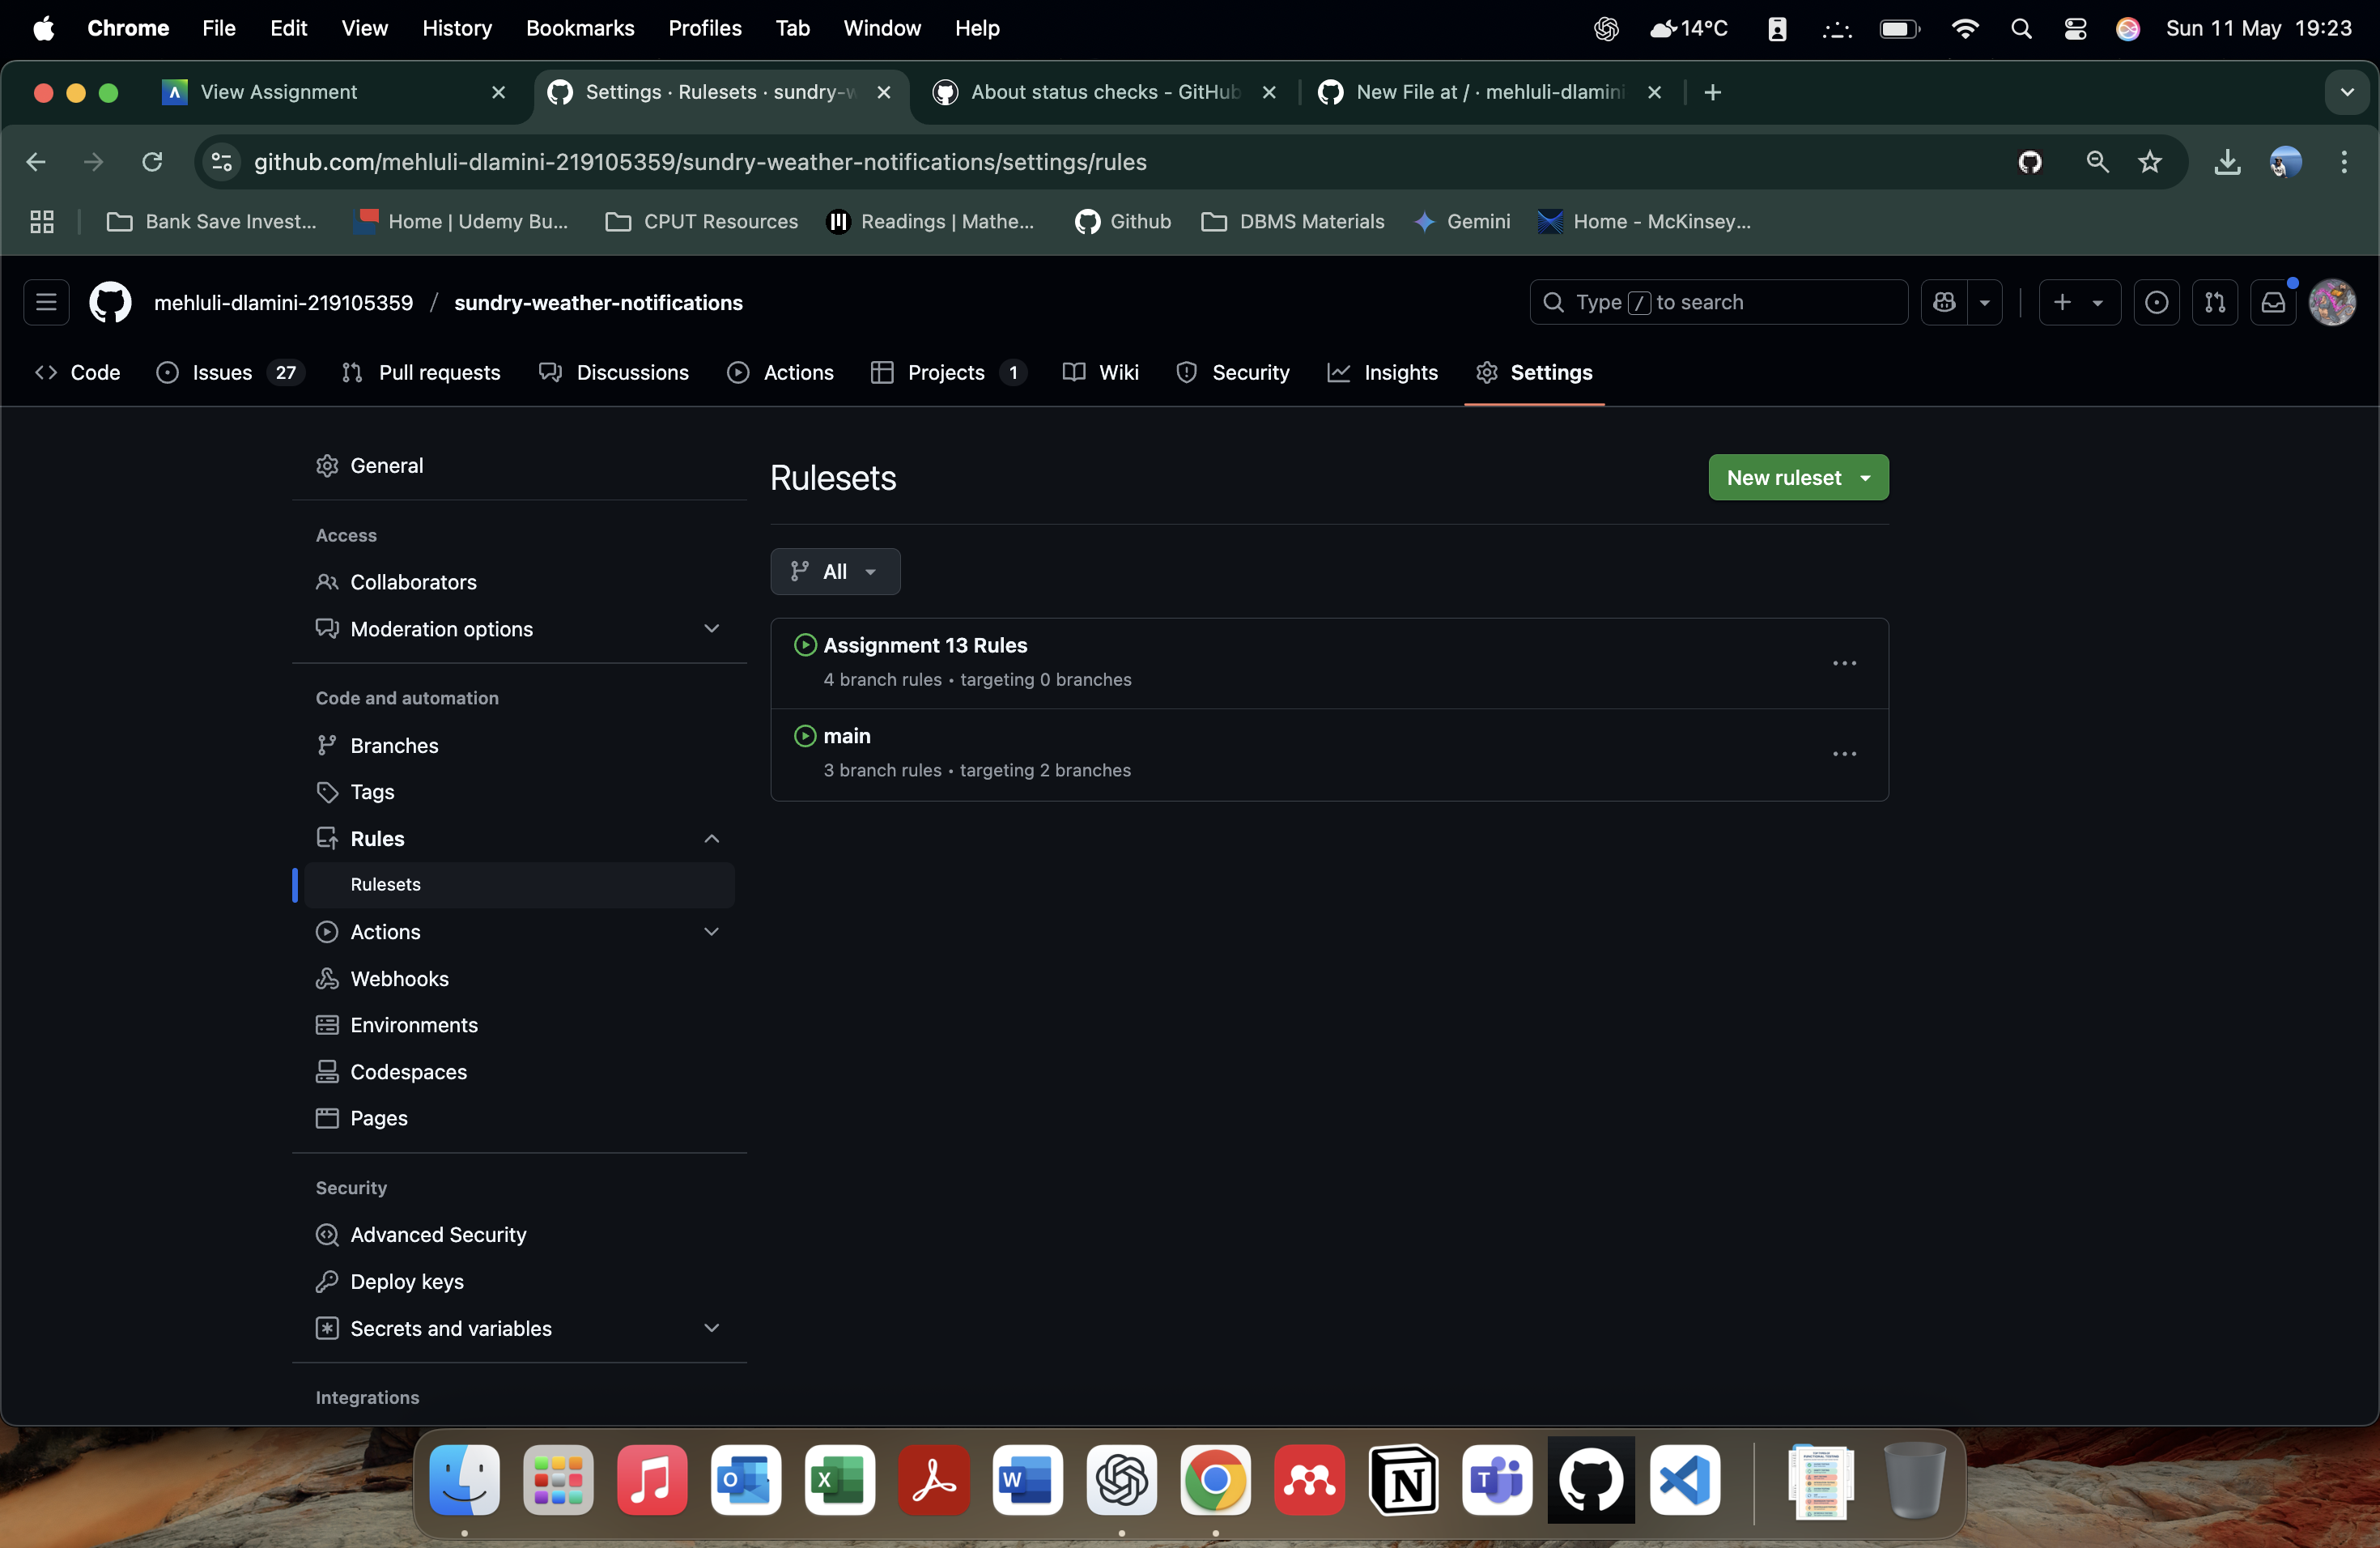 Chrome File Edit View History Bookmarks Profiles Tab Window Help 14°C Sun 11 May 19:23
View Assignment Settings · Rulesets · sundry-w About status checks - GitHub New File at / · mehluli-dlamini
github.com/mehluli-dlamini-219105359/sundry-weather-notifications/settings/rules
Bank Save Invest... Home | Udemy Bu... CPUT Resources Readings | Mathe... Github DBMS Materials Gemini Home - McKinsey...
mehluli-dlamini-219105359 / sundry-weather-notifications Type / to search
Code Issues 27 Pull requests Discussions Actions Projects 1 Wiki Security Insights Settings
General
Access
Collaborators
Moderation options
Code and automation
Branches
Tags
Rules
Rulesets
Actions
Webhooks
Environments
Codespaces
Pages
Security
Advanced Security
Deploy keys
Secrets and variables
Integrations
Rulesets
New ruleset
All
Assignment 13 Rules
4 branch rules • targeting 0 branches
main
3 branch rules • targeting 2 branches